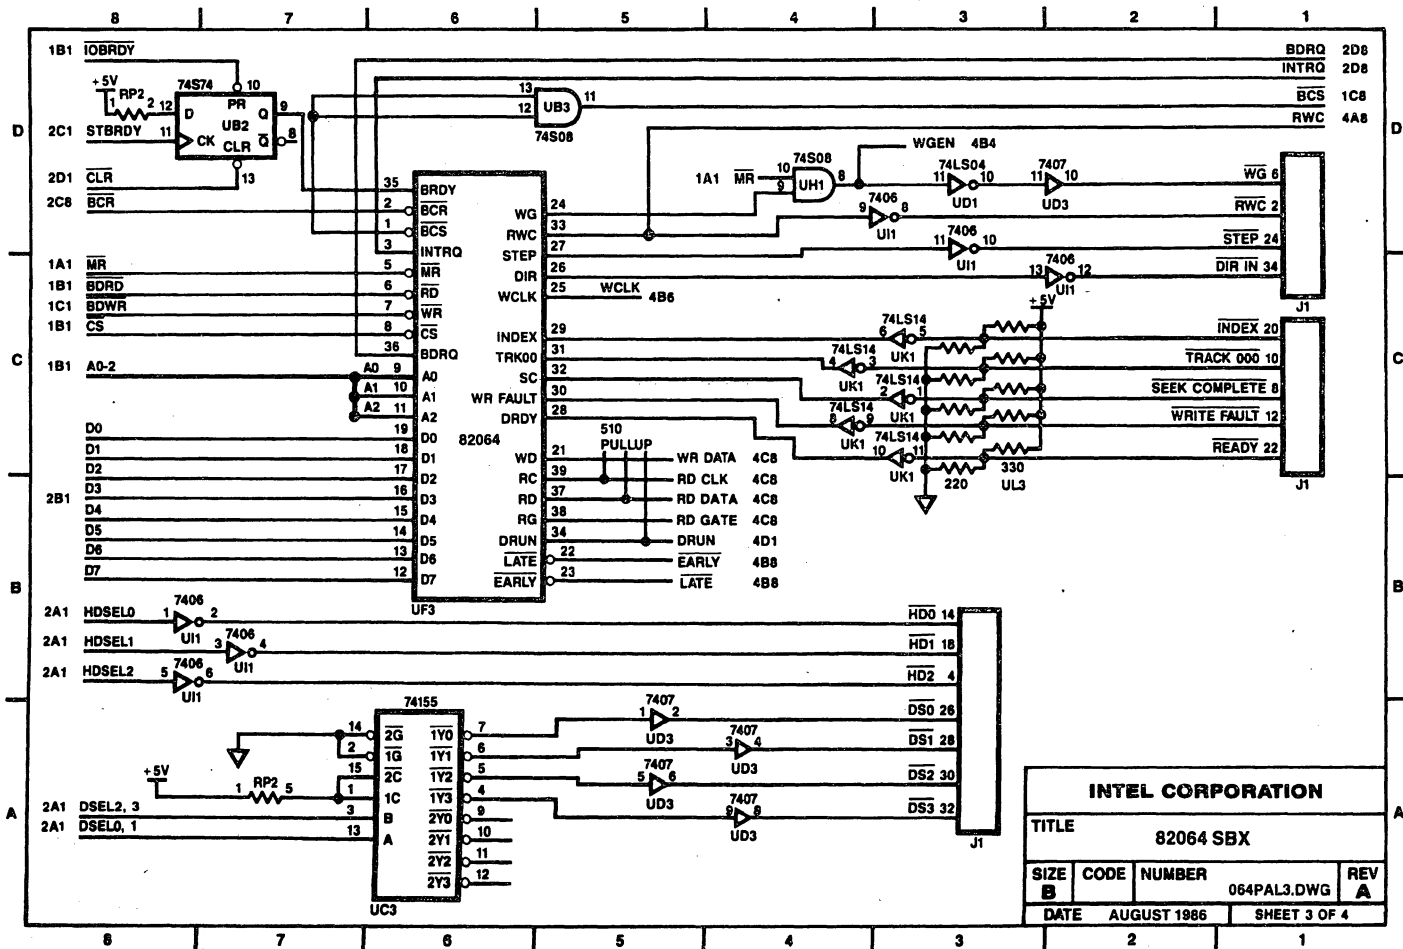 8 7 6 5 4 3 2 1
D
C
B
A
D
C
B
A
1B1 IOBRDY
+5V
RP2
1 2 12
74S74
10
PR
D Q 9
UB2
2C1 STBRDY 11 CK
CLR Q 8
2D1 CLR 13
2C8 BCR
1A1 MR
1B1 BDRD
1C1 BDWR
1B1 CS
1B1 A0-2
A0
A1
A2
D0
D1
D2
2B1 D3
D4
D5
D6
D7
35 BRDY
2 BCR
1 BCS
3 INTRQ
5 MR
6 RD
7 WR
8 CS
36 BDRQ
9 A0
10 A1
11 A2
19 D0
18 D1
17 D2
16 D3
15 D4
14 D5
13 D6
12 D7
82064
UF3
WG 24
RWC 33
STEP 27
DIR 26
WCLK 25
INDEX 29
TRK00 31
SC 32
WR FAULT 30
DRDY 28
WD 21
RC 39
RD 37
RG 38
DRUN 34
LATE 22
EARLY 23
13
12 UB3 11
74S08
BDRQ 2D8
INTRQ 2D8
BCS 1C8
RWC 4A8
WGEN 4B4
74S08
1A1 MR 10
9 UH1 8
74LS04
11 10
UD1
7407
11 10
UD3
7406
9 8
UI1
7406
11 10
UI1
7406
13 12
UI1
WCLK 4B6
WG 6
RWC 2
STEP 24
DIR IN 34
J1
+5V
74LS14
6 5
UK1
74LS14
4 3
UK1
74LS14
2 1
UK1
74LS14
8 9
UK1
74LS14
10 11
UK1
330
220 UL3
INDEX 20
TRACK 000 10
SEEK COMPLETE 8
WRITE FAULT 12
READY 22
J1
510
PULLUP
WR DATA 4C8
RD CLK 4C8
RD DATA 4C8
RD GATE 4C8
DRUN 4D1
EARLY 4B8
LATE 4B8
2A1 HDSEL0 1 7406 2
UI1
2A1 HDSEL1 3 7406 4
UI1
2A1 HDSEL2 5 7406 6
UI1
HD0 14
HD1 18
HD2 4
DS0 26
DS1 28
DS2 30
DS3 32
J1
74155
14 2G
2 1G
15 2C
1 1C
3 B
13 A
1Y0 7
1Y1 6
1Y2 5
1Y3 4
2Y0 9
2Y1 10
2Y2 11
2Y3 12
UC3
+5V
1 RP2 5
2A1 DSEL2, 3
2A1 DSEL0, 1
7407
1 2
UD3
3 7407 4
UD3
7407
5 6
UD3
7407
9 8
UD3
INTEL CORPORATION
TITLE
82064 SBX
SIZE CODE NUMBER REV
B 064PAL3.DWG A
DATE AUGUST 1986 SHEET 3 OF 4
8 7 6 5 4 3 2 1